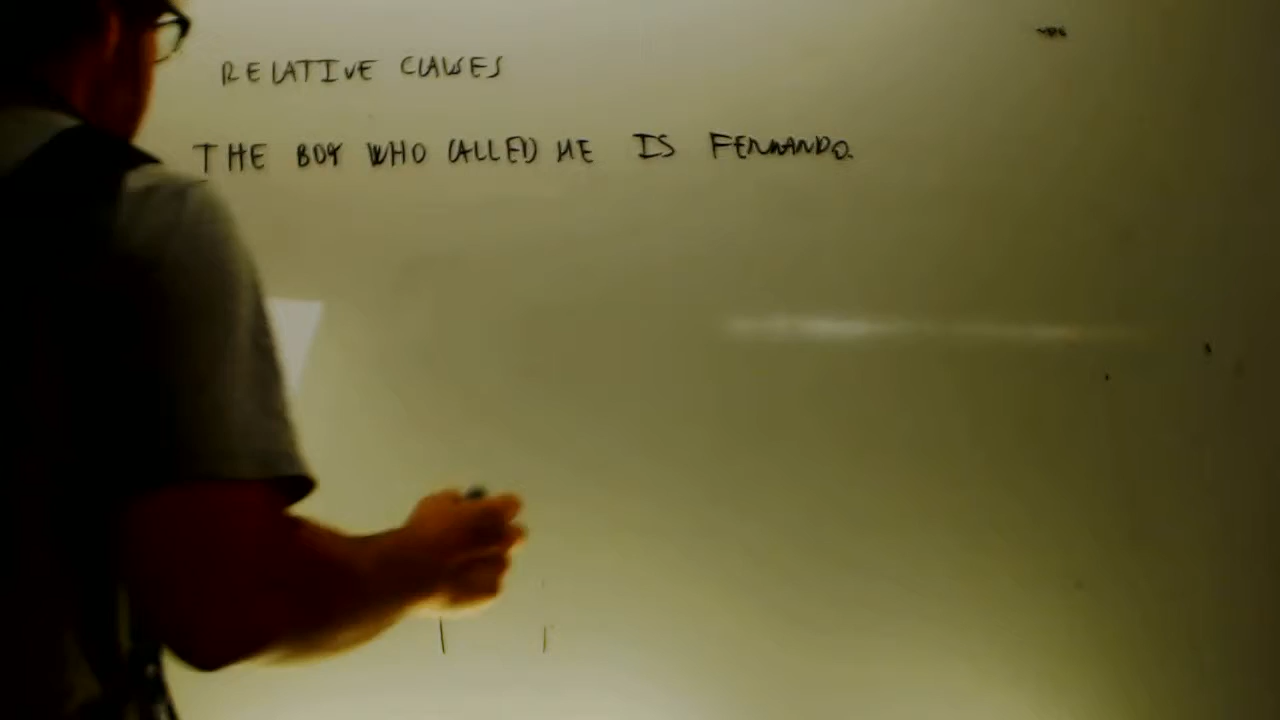 RELATIVE CLAUSES
THE BOY WHO CALLED ME IS FERNANDO.